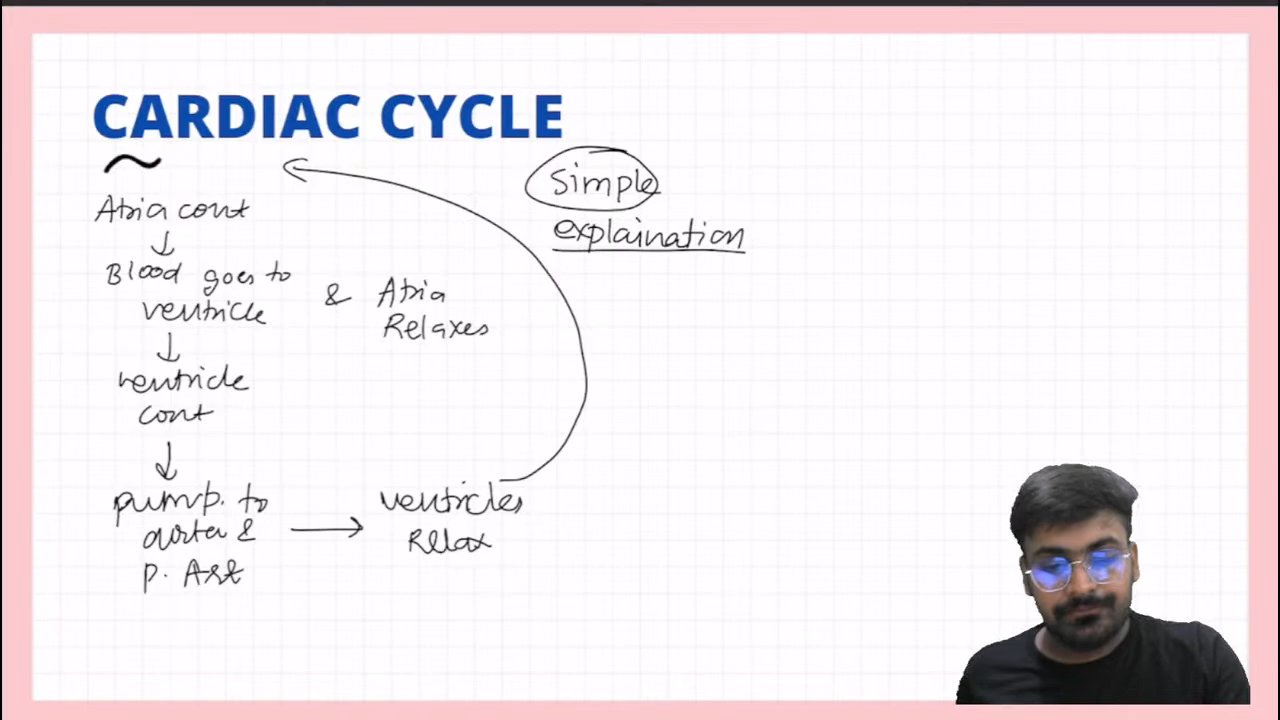 CARDIAC CYCLE
Simple
explaination
Atria cont
Blood goes to
ventricle
& Atria
Relaxes
ventricle
cont
pump. to
aorta &
p. Art
ventricles
Relax